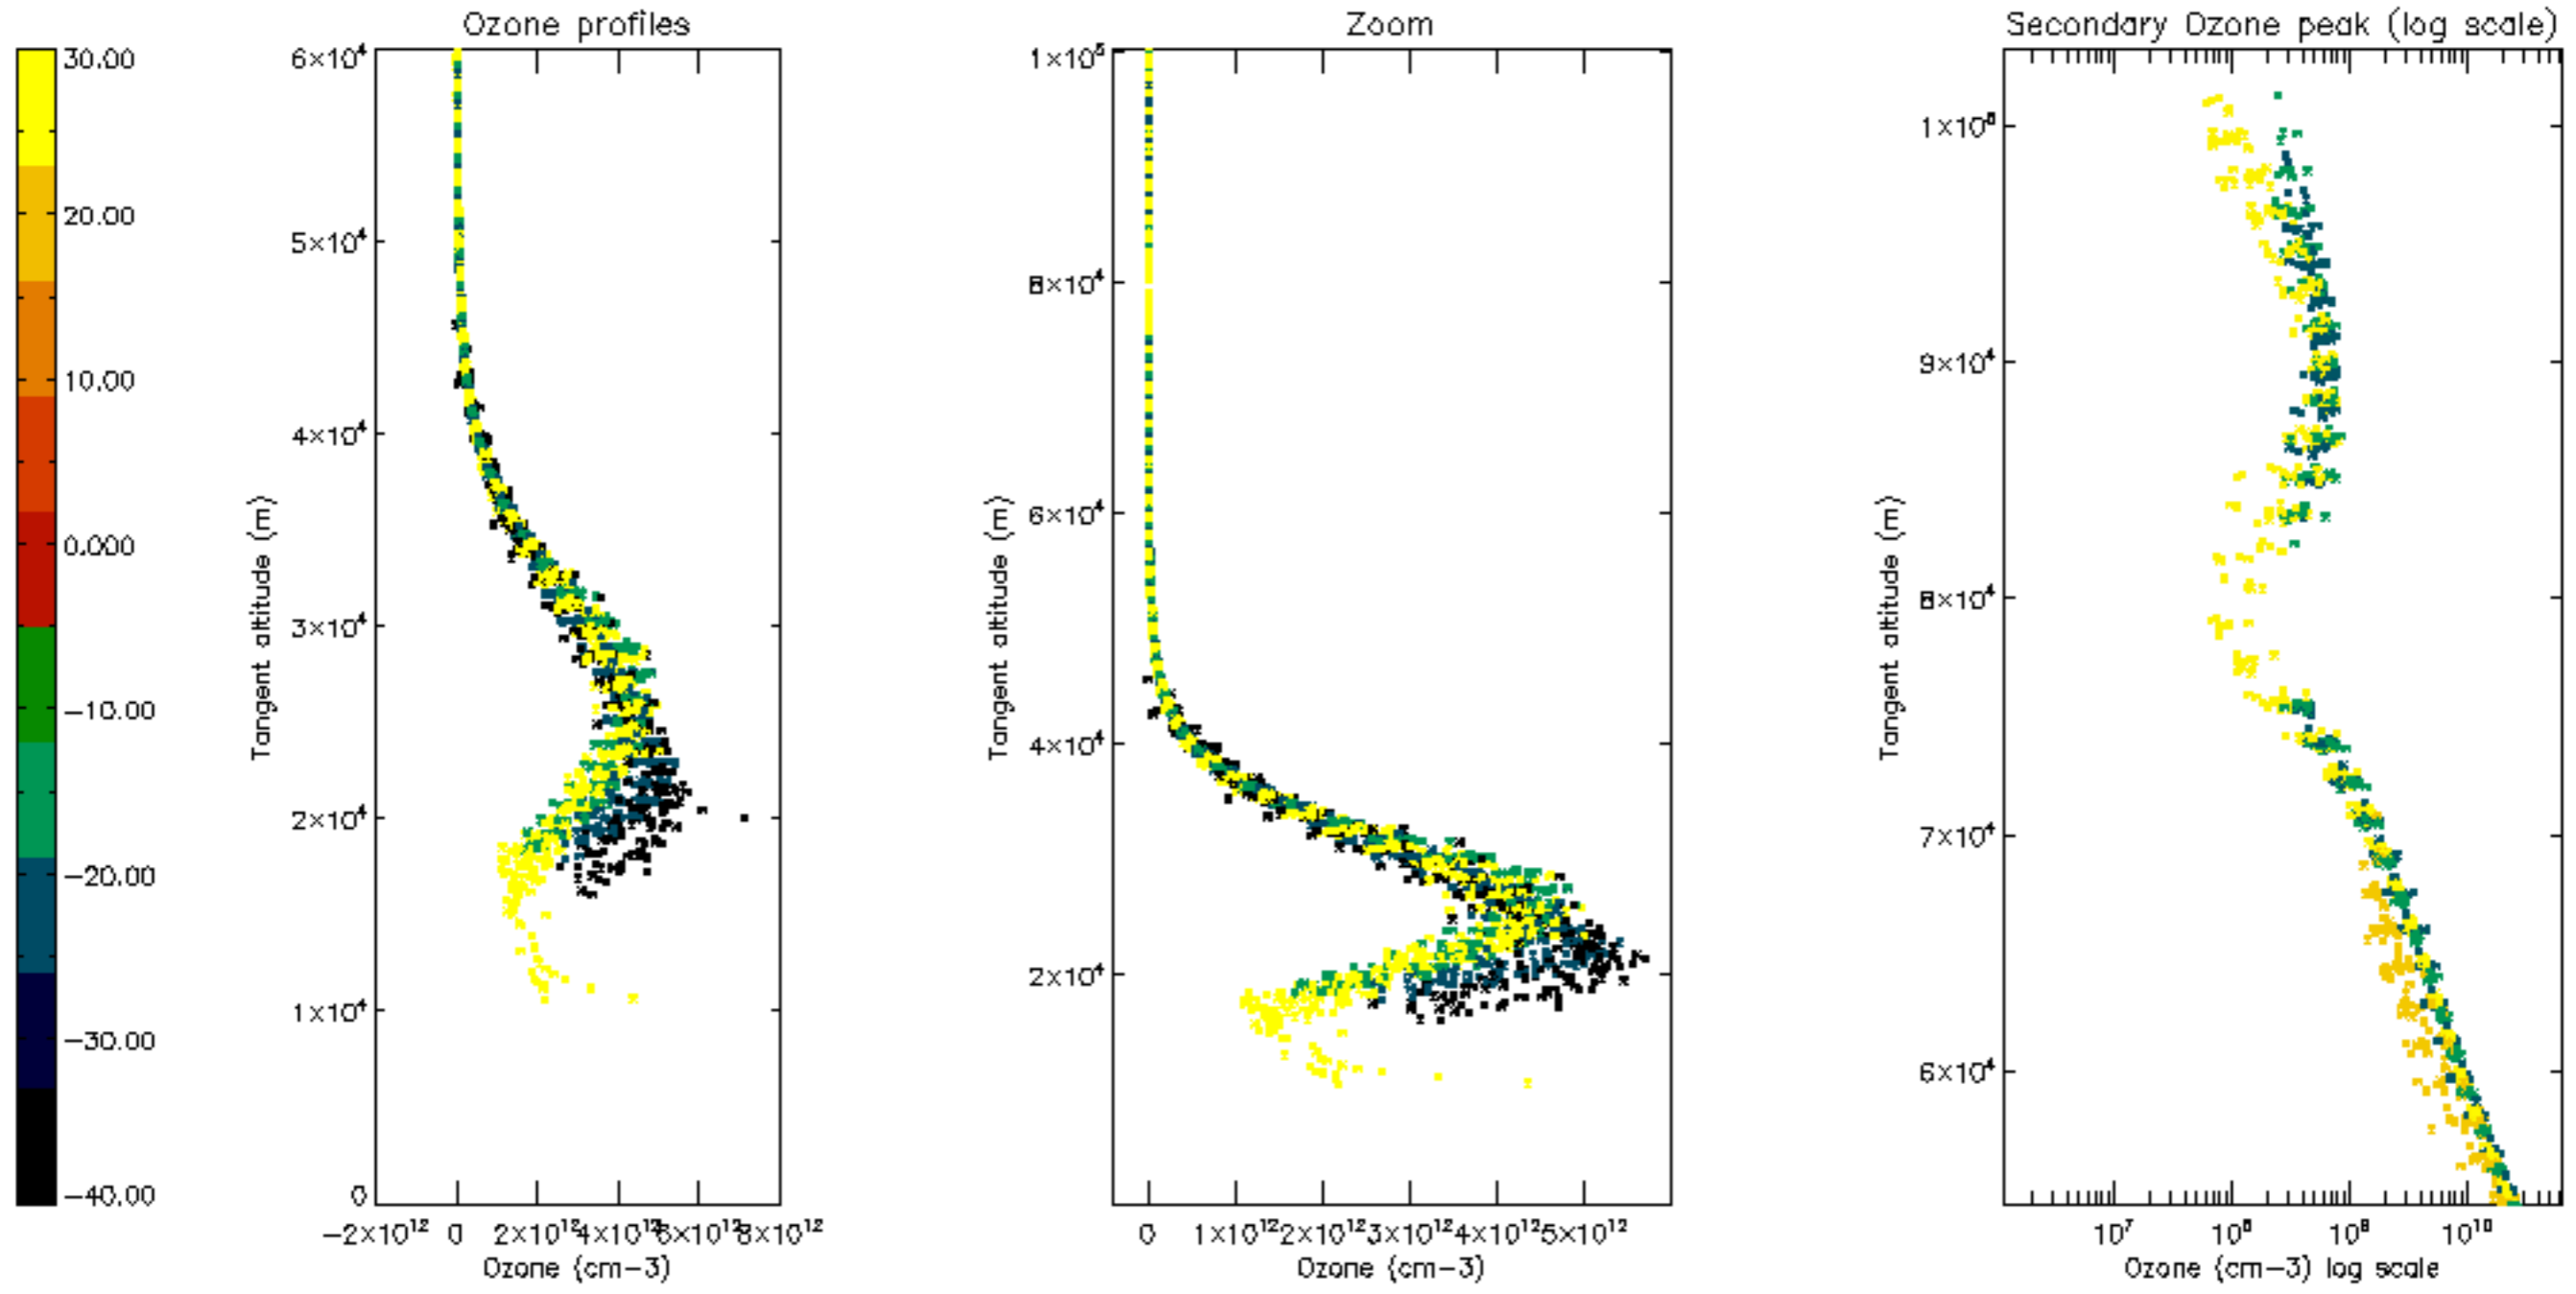 Ozone profiles
Zoom
Secondary Ozone peak (log scale)
30.00
20.00
10.00
0.000
−10.00
−20.00
−30.00
−40.00
6×10⁴
5×10⁴
4×10⁴
3×10⁴
2×10⁴
1×10⁴
0
Tangent altitude (m)
−2×10¹² 0 2×10¹² 4×10¹² 6×10¹² 8×10¹²
Ozone (cm−3)
1×10⁵
8×10⁴
6×10⁴
4×10⁴
2×10⁴
Tangent altitude (m)
0 1×10¹² 2×10¹² 3×10¹² 4×10¹² 5×10¹²
Ozone (cm−3)
1×10⁵
9×10⁴
8×10⁴
7×10⁴
6×10⁴
Tangent altitude (m)
10⁷ 10⁸ 10⁹ 10¹⁰
Ozone (cm−3) log scale